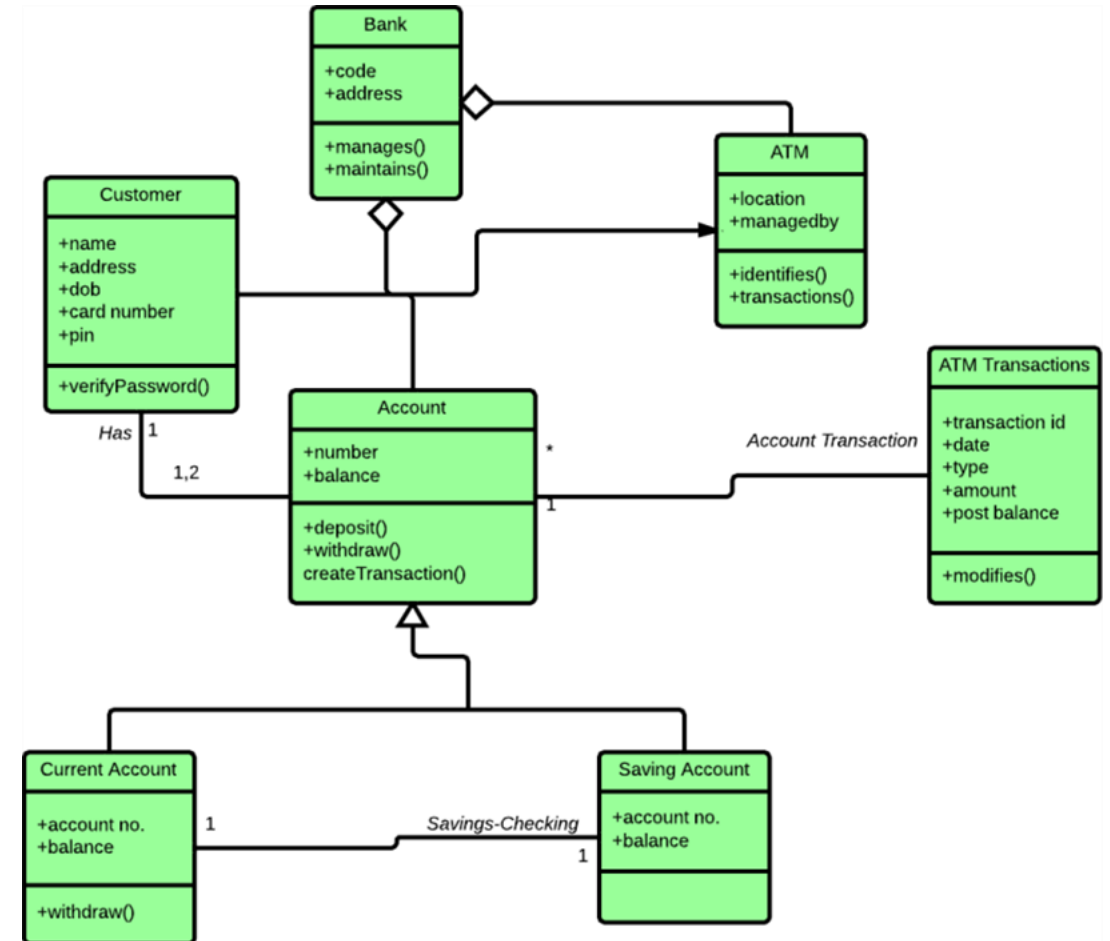 Bank
+code
+address
+manages()
+maintains()
ATM
+location
+managedby
+identifies()
+transactions()
Customer
+name
+address
+dob
+card number
+pin
+verifyPassword()
Has
1
1,2
Account
+number
+balance
+deposit()
+withdraw()
createTransaction()
*
1
Account Transaction
ATM Transactions
+transaction id
+date
+type
+amount
+post balance
+modifies()
Current Account
+account no.
+balance
+withdraw()
1
Savings-Checking
1
Saving Account
+account no.
+balance